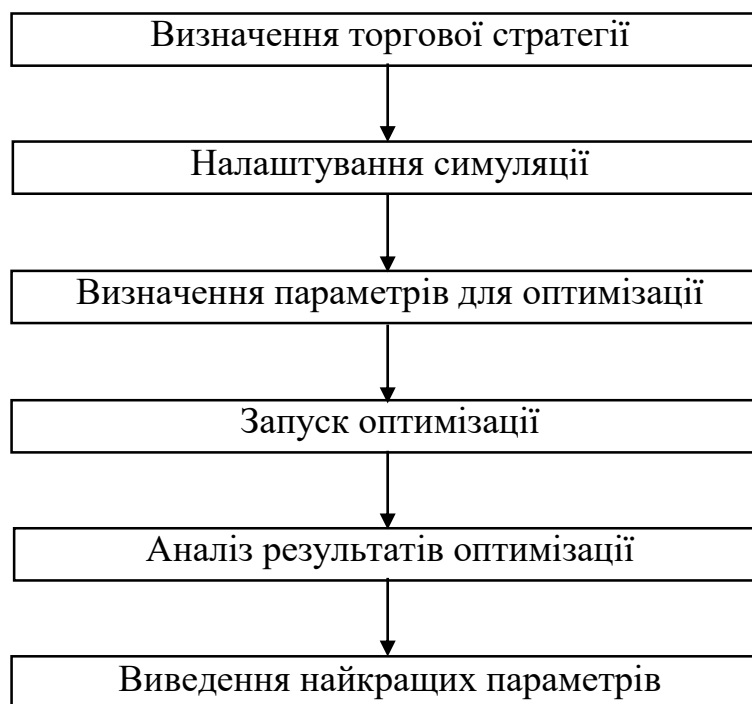 Визначення торгової стратегії
Налаштування симуляції
Визначення параметрів для оптимізації
Запуск оптимізації
Аналіз результатів оптимізації
Виведення найкращих параметрів